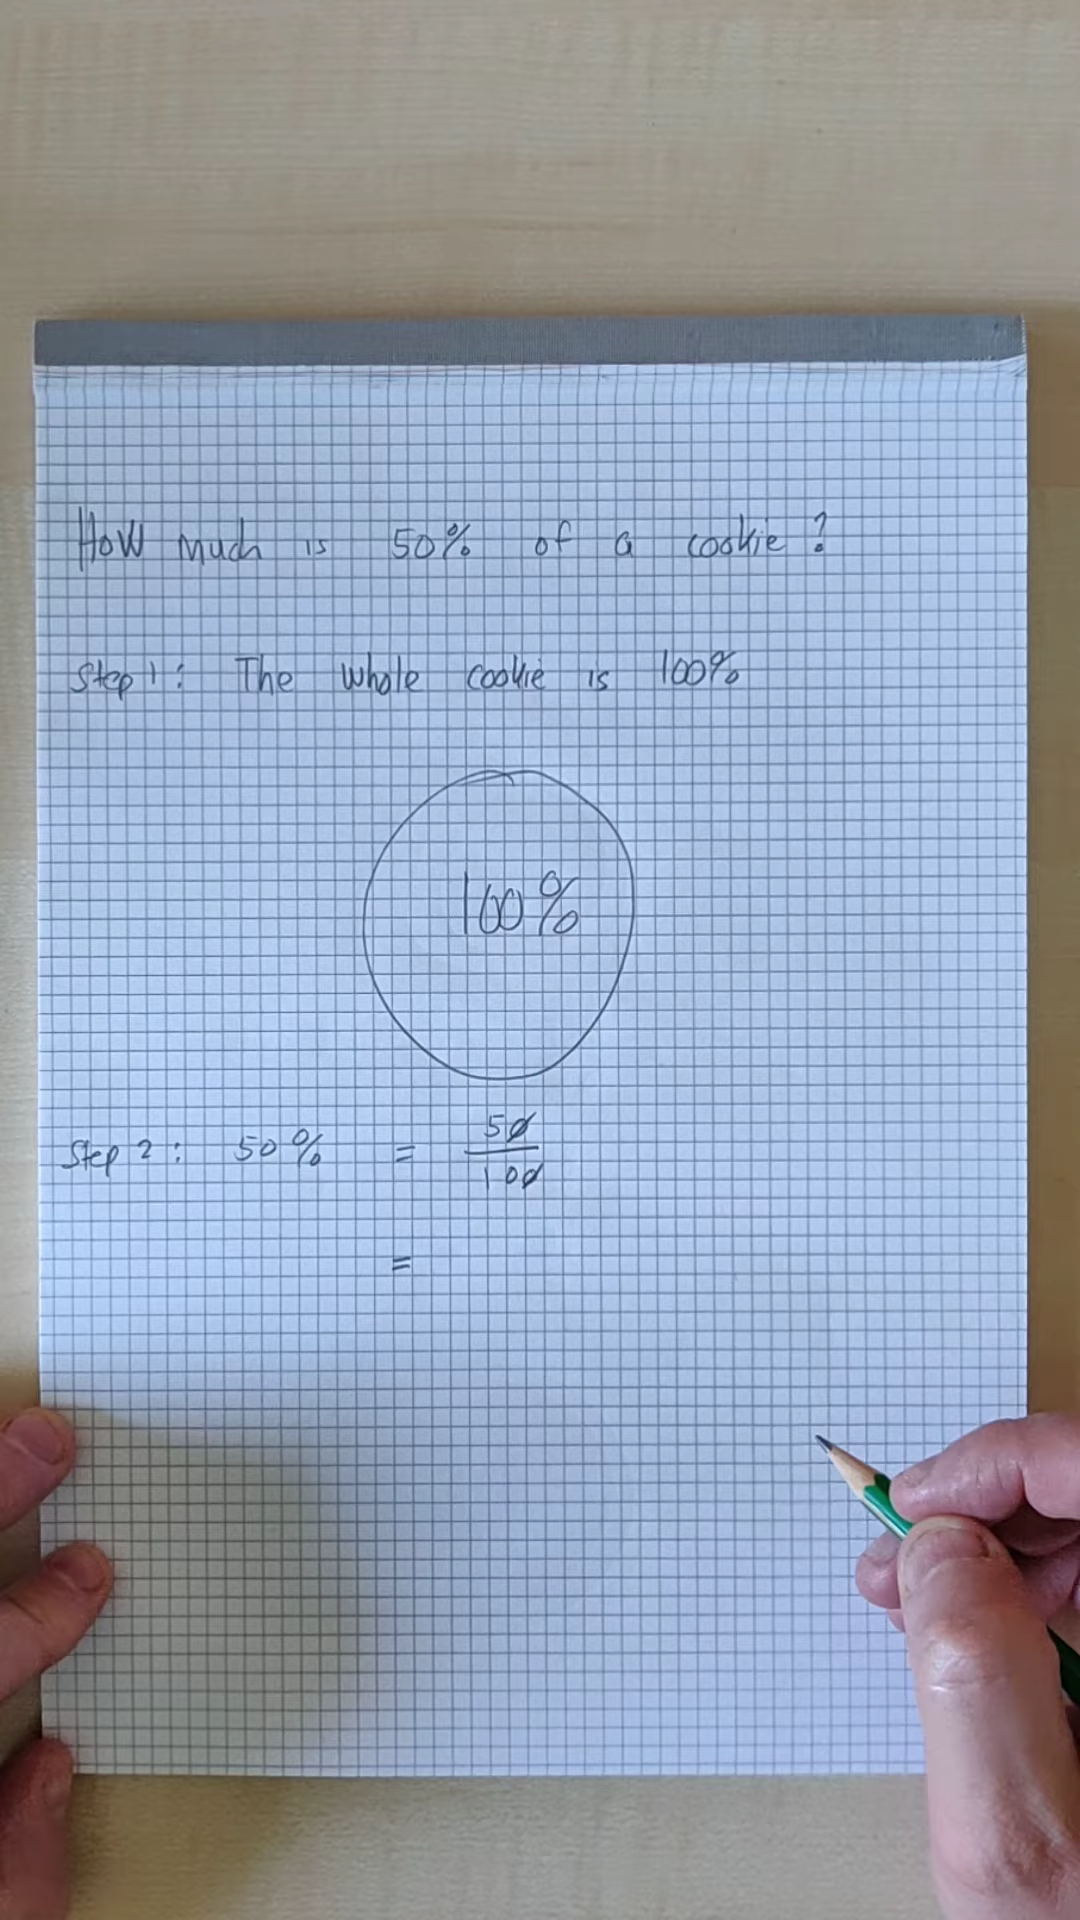 How much is 50% of a cookie?
Step 1: The whole cookie is 100%
100%
Step 2: 50% = 50/100
=